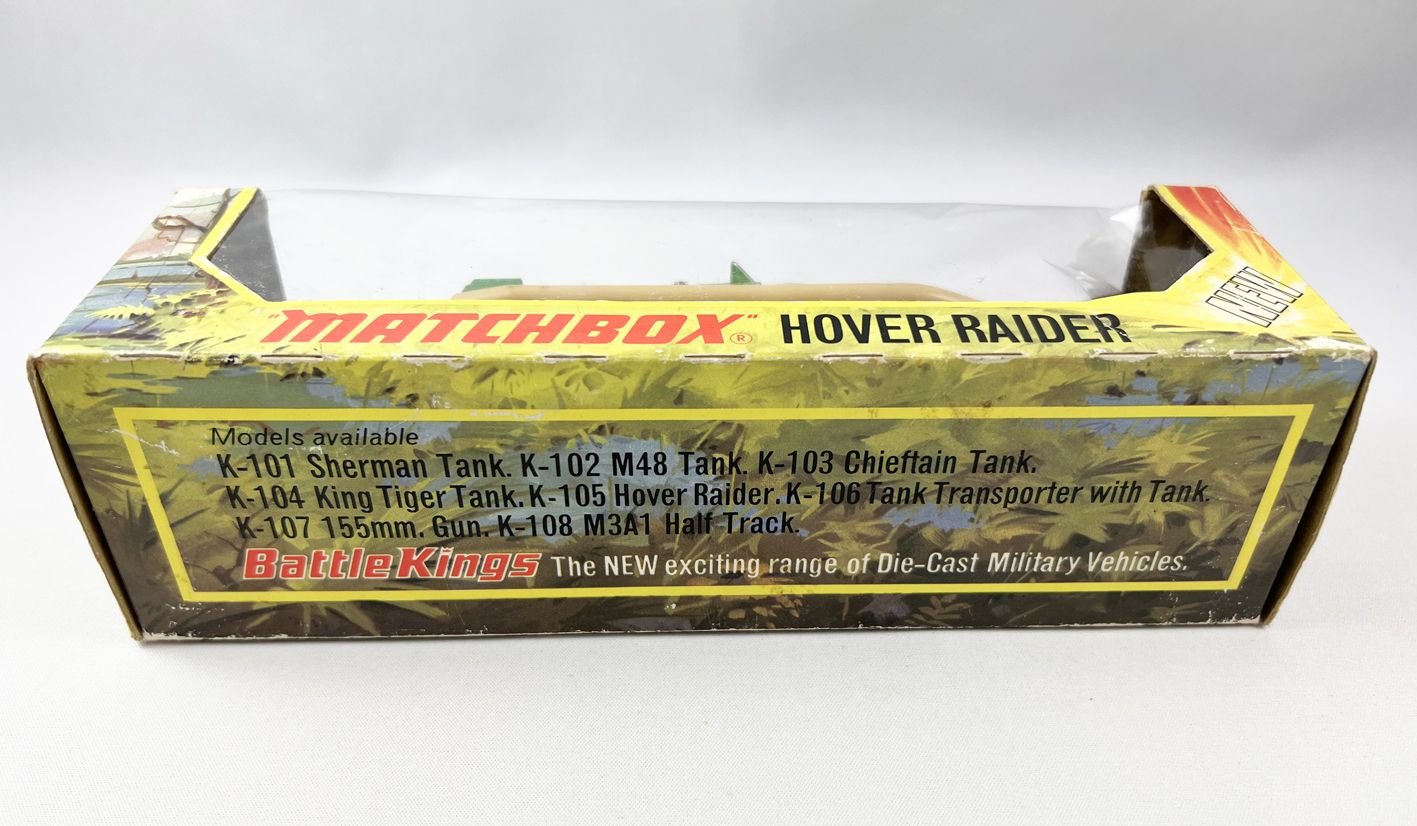 "MATCHBOX"® HOVER RAIDER
NEW
Models available
K-101 Sherman Tank. K-102 M48 Tank. K-103 Chieftain Tank.
K-104 King Tiger Tank. K-105 Hover Raider. K-106 Tank Transporter with Tank.
K-107 155mm. Gun. K-108 M3A1 Half Track.
BattleKings The NEW exciting range of Die-Cast Military Vehicles.